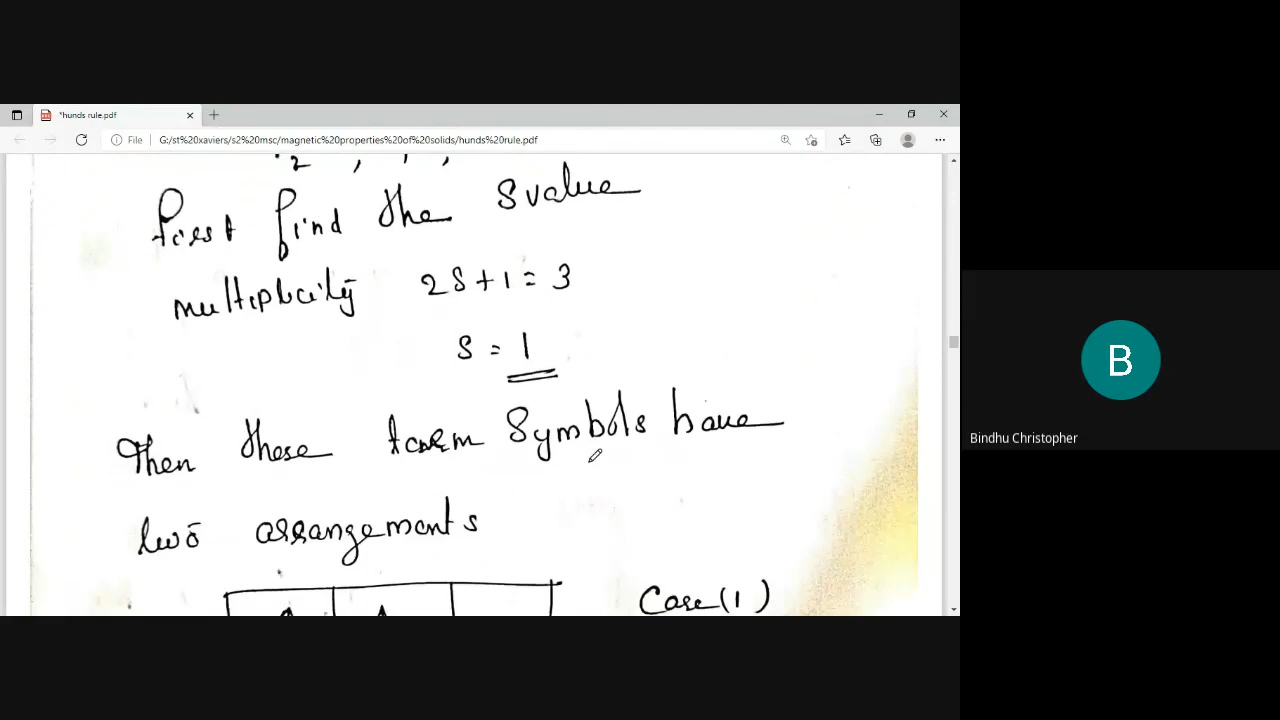 *hunds rule.pdf
File
G:/st%20xaviers/s2%20msc/magnetic%20properties%20of%20solids/hunds%20rule.pdf
2 , ,
First find the S value
multiplicity 2S+1 = 3
S = 1
Then these term Symbols have
two arrangements
Case (1)
B
Bindhu Christopher